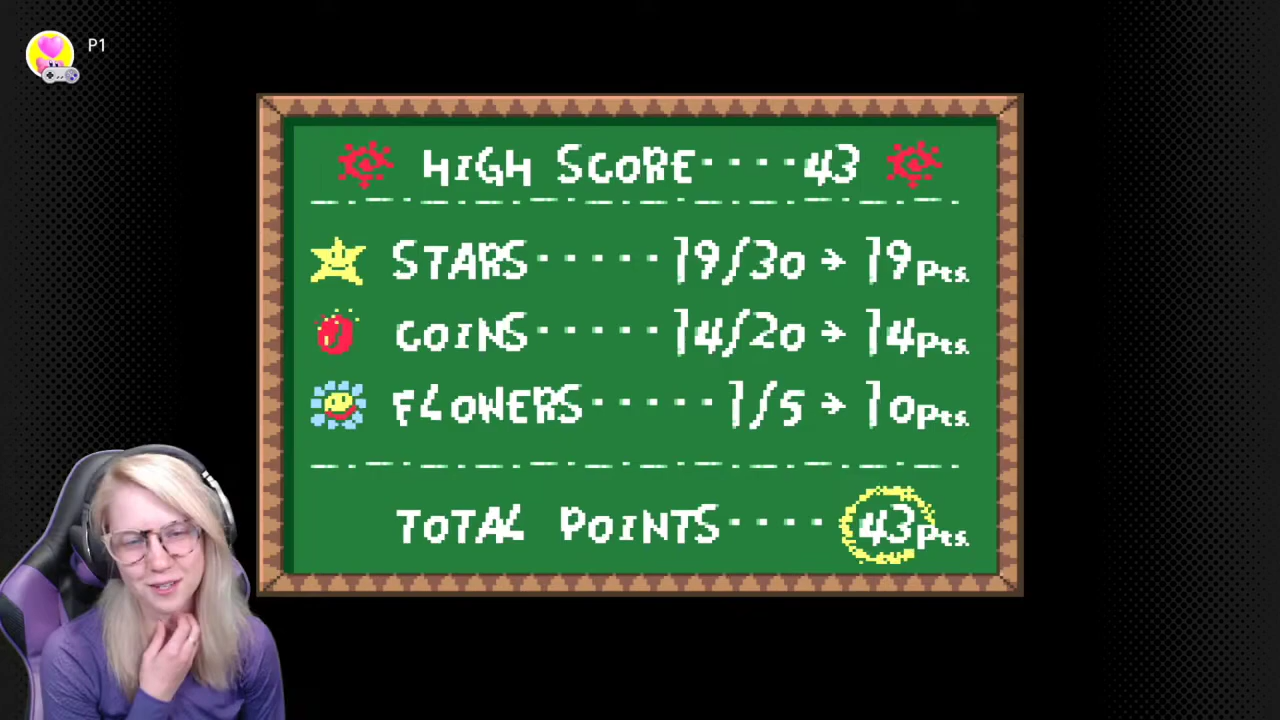 P1
HIGH SCORE····43
STARS·····19/30→19Pts.
COINS·····14/20→14Pts.
FLOWERS·····1/5→10Pts.
TOTAL POINTS····43Pts.